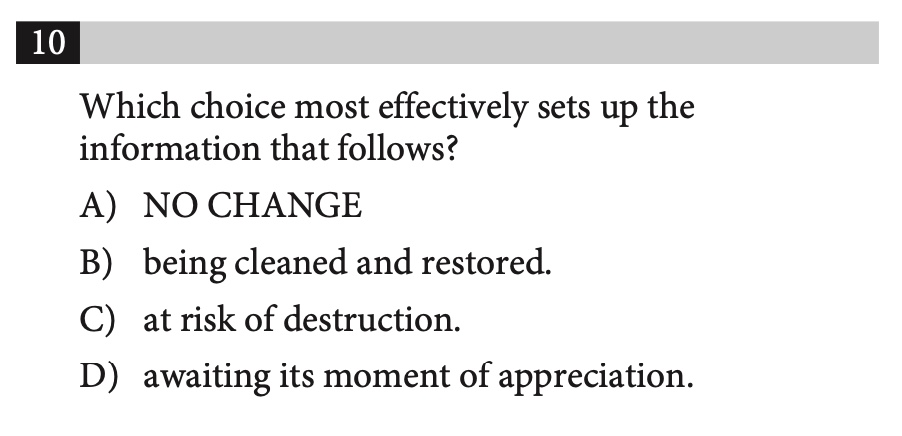 10
Which choice most effectively sets up the
information that follows?
A) NO CHANGE
B) being cleaned and restored.
C) at risk of destruction.
D) awaiting its moment of appreciation.